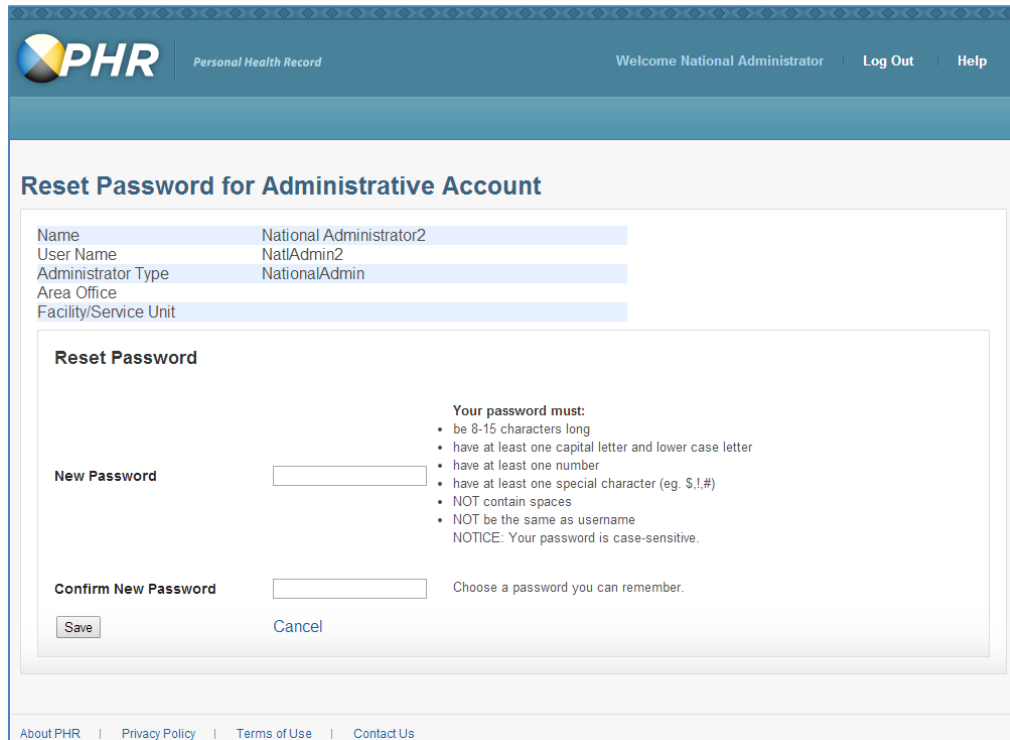 PHR Personal Health Record Welcome National Administrator | Log Out | Help
Reset Password for Administrative Account
Name National Administrator2
User Name NatlAdmin2
Administrator Type NationalAdmin
Area Office
Facility/Service Unit
Reset Password
Your password must:
• be 8-15 characters long
• have at least one capital letter and lower case letter
• have at least one number
New Password
• have at least one special character (eg. $,!,#)
• NOT contain spaces
• NOT be the same as username
NOTICE: Your password is case-sensitive.
Confirm New Password Choose a password you can remember.
Save Cancel
About PHR | Privacy Policy | Terms of Use | Contact Us